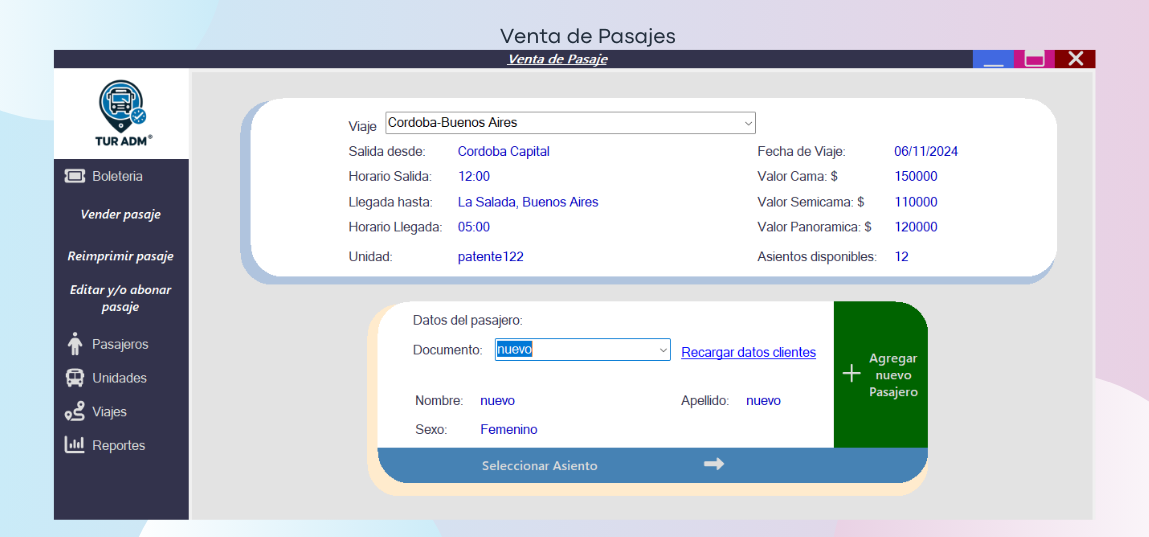 Venta de Pasajes
Venta de Pasaje
TUR ADM®
Boleteria
Vender pasaje
Reimprimir pasaje
Editar y/o abonar
pasaje
Pasajeros
Unidades
Viajes
Reportes
Viaje Cordoba-Buenos Aires
Salida desde: Cordoba Capital Fecha de Viaje: 06/11/2024
Horario Salida: 12:00 Valor Cama: $ 150000
Llegada hasta: La Salada, Buenos Aires Valor Semicama: $ 110000
Horario Llegada: 05:00 Valor Panoramica: $ 120000
Unidad: patente122 Asientos disponibles: 12
Datos del pasajero:
Documento: nuevo Recargar datos clientes
Nombre: nuevo Apellido: nuevo
Sexo: Femenino
Agregar
nuevo
Pasajero
Seleccionar Asiento